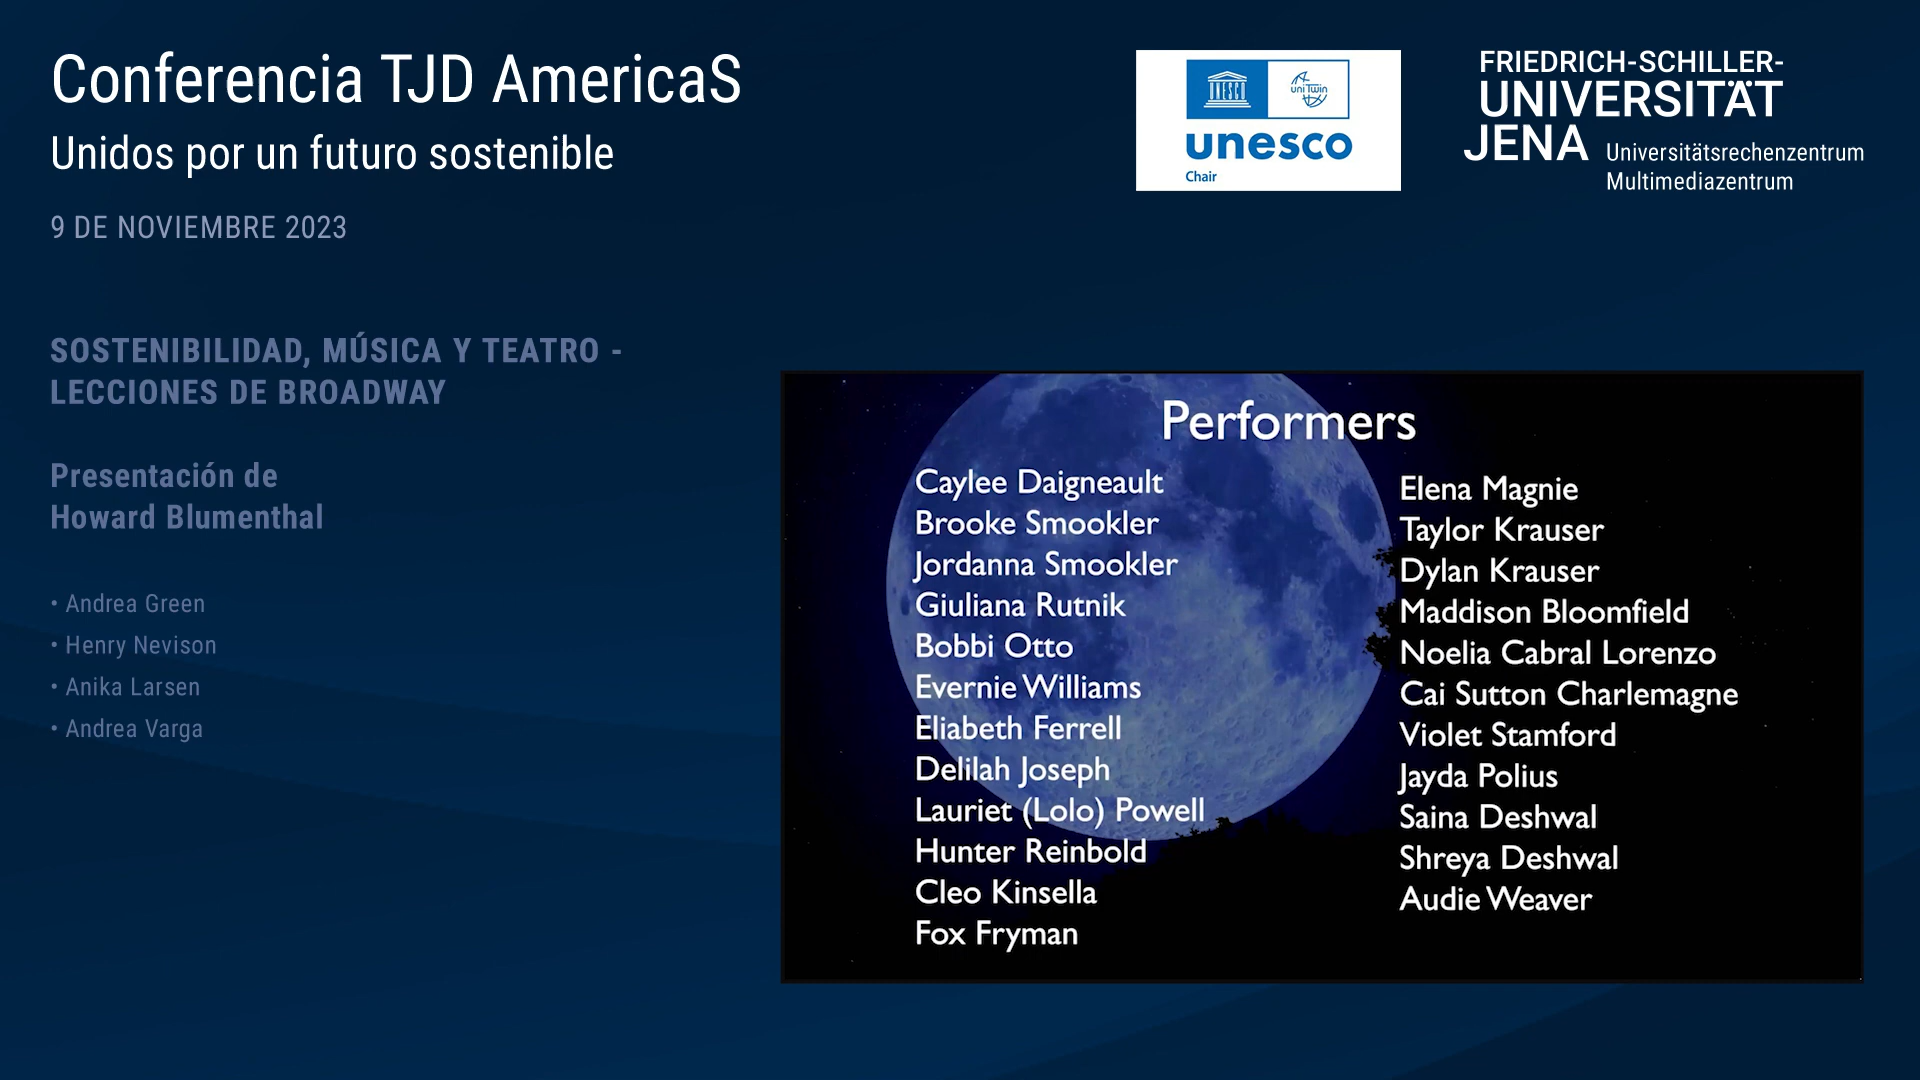 Conferencia TJD AmericaS
Unidos por un futuro sostenible
9 DE NOVIEMBRE 2023
UNESCO
uniTwin
unesco
Chair
FRIEDRICH-SCHILLER-
UNIVERSITÄT
JENA
Universitätsrechenzentrum
Multimediazentrum
SOSTENIBILIDAD, MÚSICA Y TEATRO -
LECCIONES DE BROADWAY
Presentación de
Howard Blumenthal
• Andrea Green
• Henry Nevison
• Anika Larsen
• Andrea Varga
Performers
Caylee Daigneault
Brooke Smookler
Jordanna Smookler
Giuliana Rutnik
Bobbi Otto
Evernie Williams
Eliabeth Ferrell
Delilah Joseph
Lauriet (Lolo) Powell
Hunter Reinbold
Cleo Kinsella
Fox Fryman
Elena Magnie
Taylor Krauser
Dylan Krauser
Maddison Bloomfield
Noelia Cabral Lorenzo
Cai Sutton Charlemagne
Violet Stamford
Jayda Polius
Saina Deshwal
Shreya Deshwal
Audie Weaver